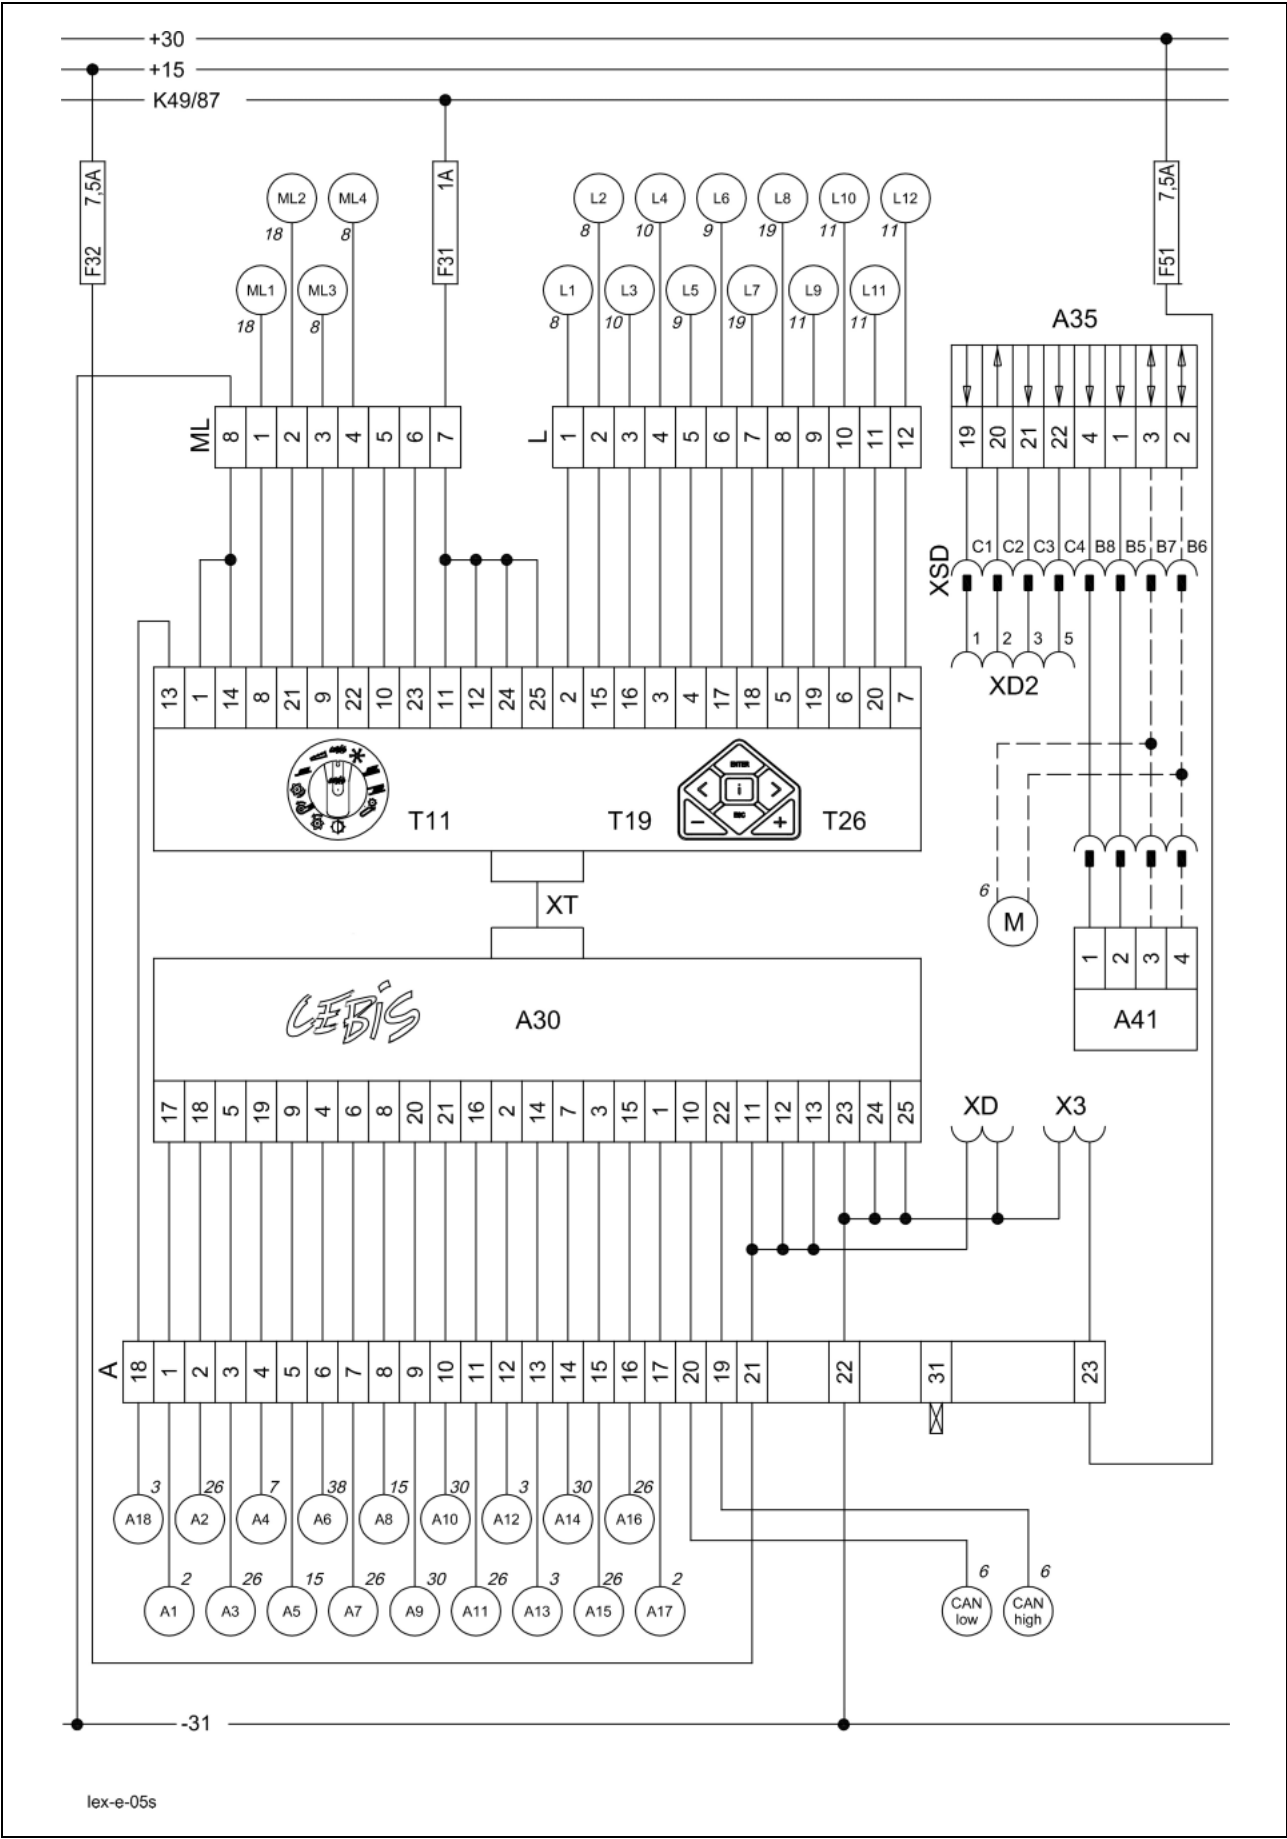 +30
+15
K49/87
7,5A
F32
1A
F31
7,5A
F51
ML2 ML4
18 8
ML1 ML3
18 8
L2 L4 L6 L8 L10 L12
8 10 9 19 11 11
L1 L3 L5 L7 L9 L11
8 10 9 19 11 11
A35
ML
8 1 2 3 4 5 6 7
L
1 2 3 4 5 6 7 8 9 10 11 12
19 20 21 22 4 1 3 2
XSD
C1 C2 C3 C4 B8 B5 B7 B6
1 2 3 5
XD2
13 1 14 8 21 9 22 10 23 11 12 24 25 2 15 16 3 4 17 18 5 19 6 20 7
T11
T19
ENTER
< i >
ESC
− +
T26
XT
6
M
1 2 3 4
A41
CEBIS
A30
17 18 5 19 9 4 6 8 20 21 16 2 14 7 3 15 1 10 22 11 12 13 23 24 25
XD
X3
A
18 1 2 3 4 5 6 7 8 9 10 11 12 13 14 15 16 17 20 19 21 22 31 23
3 26 7 38 15 30 3 30 26
A18 A2 A4 A6 A8 A10 A12 A14 A16
2 26 15 26 30 26 3 26 2 6 6
A1 A3 A5 A7 A9 A11 A13 A15 A17
CAN low
CAN high
-31
lex-e-05s